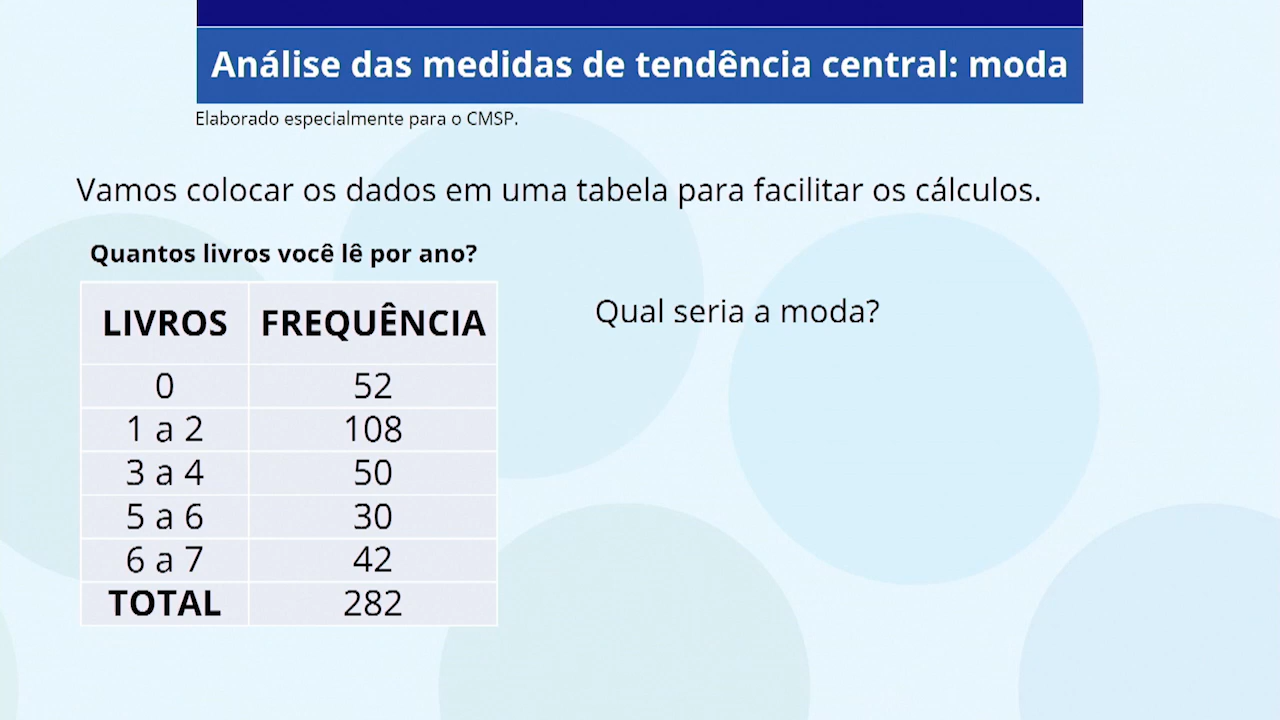 Análise das medidas de tendência central: moda
Elaborado especialmente para o CMSP.
Vamos colocar os dados em uma tabela para facilitar os cálculos.
Quantos livros você lê por ano?
LIVROS FREQUÊNCIA
0 52
1 a 2 108
3 a 4 50
5 a 6 30
6 a 7 42
TOTAL 282
Qual seria a moda?